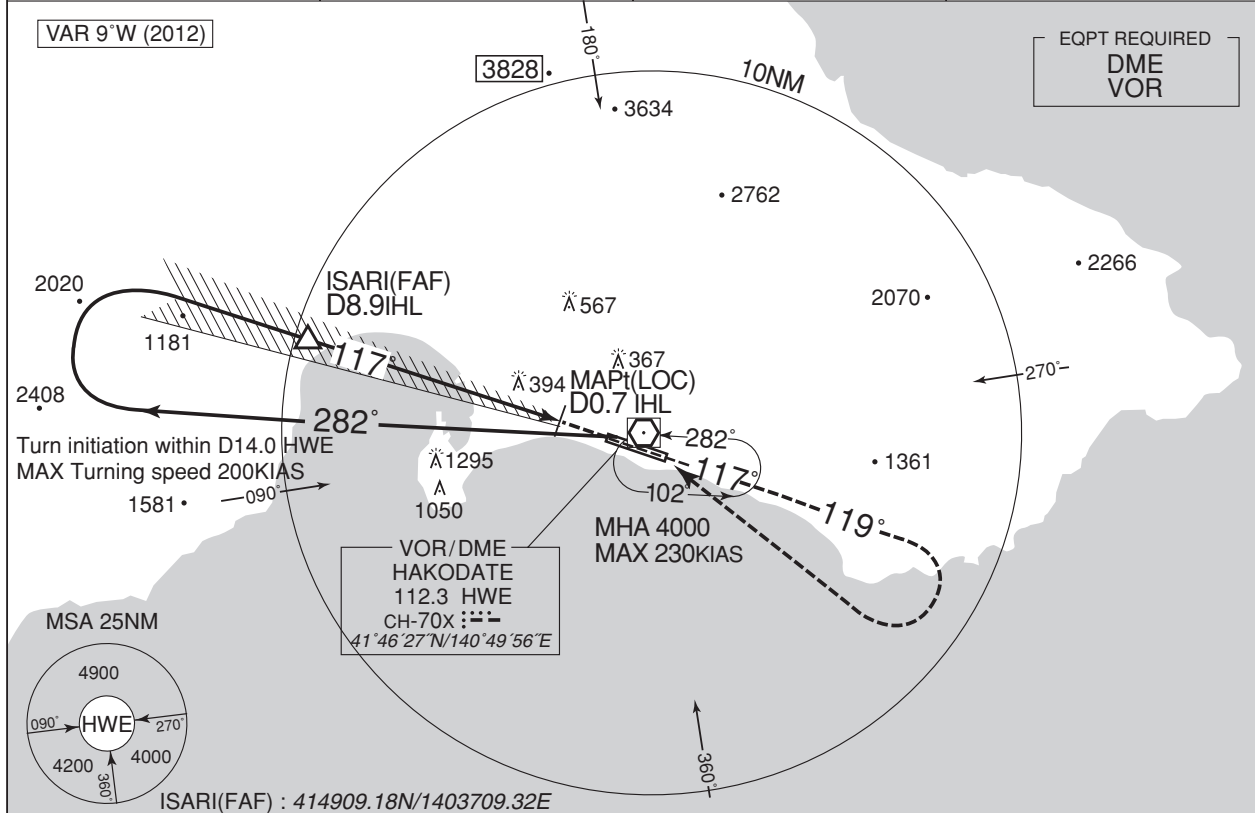 VAR 9°W (2012)
EQPT REQUIRED
DME
VOR
180°
10NM
3828
3634
2762
2266
2070
2020
1181
ISARI(FAF)
D8.9IHL
567
117°
367
394
MAPt(LOC)
D0.7 IHL
270°
2408
282°
282°
Turn initiation within D14.0 HWE
MAX Turning speed 200KIAS
1295
1361
117°
1581
090°
1050
102°
119°
MHA 4000
MAX 230KIAS
VOR/DME
HAKODATE
112.3 HWE
CH-70X
41°46´27˝N/140°49´56˝E
MSA 25NM
4900
090°
HWE
270°
4200
4000
360°
360°
ISARI(FAF) : 414909.18N/1403709.32E